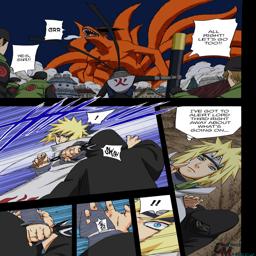 ALL
RIGHT!
LET'S GO
TOO!!
GRR
YES,
SIR!!
I'VE GOT TO
ALERT LORD
THIRD RIGHT
AWAY ABOUT
WHAT'S
GOING ON...
!
!!